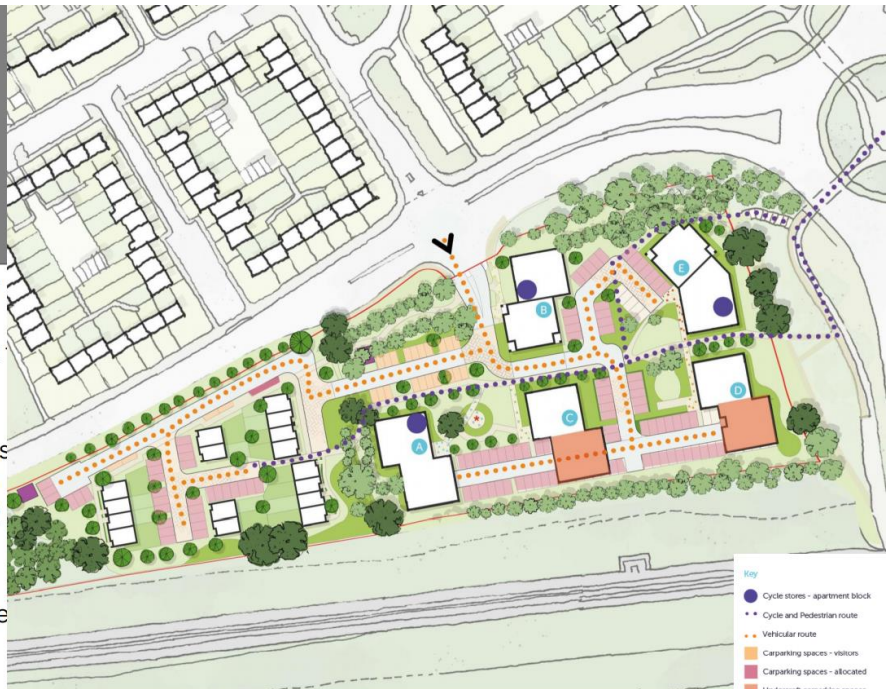 B
E
D
C
A
s
e
Key
Cycle stores - apartment block
Cycle and Pedestrian route
Vehicular route
Carparking spaces - visitors
Carparking spaces - allocated